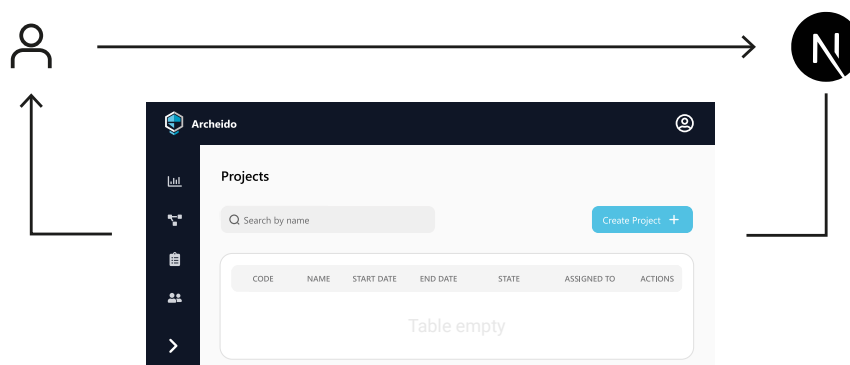 N
Archeido
Projects
Search by name
Create Project +
CODE NAME START DATE END DATE STATE ASSIGNED TO ACTIONS
Table empty